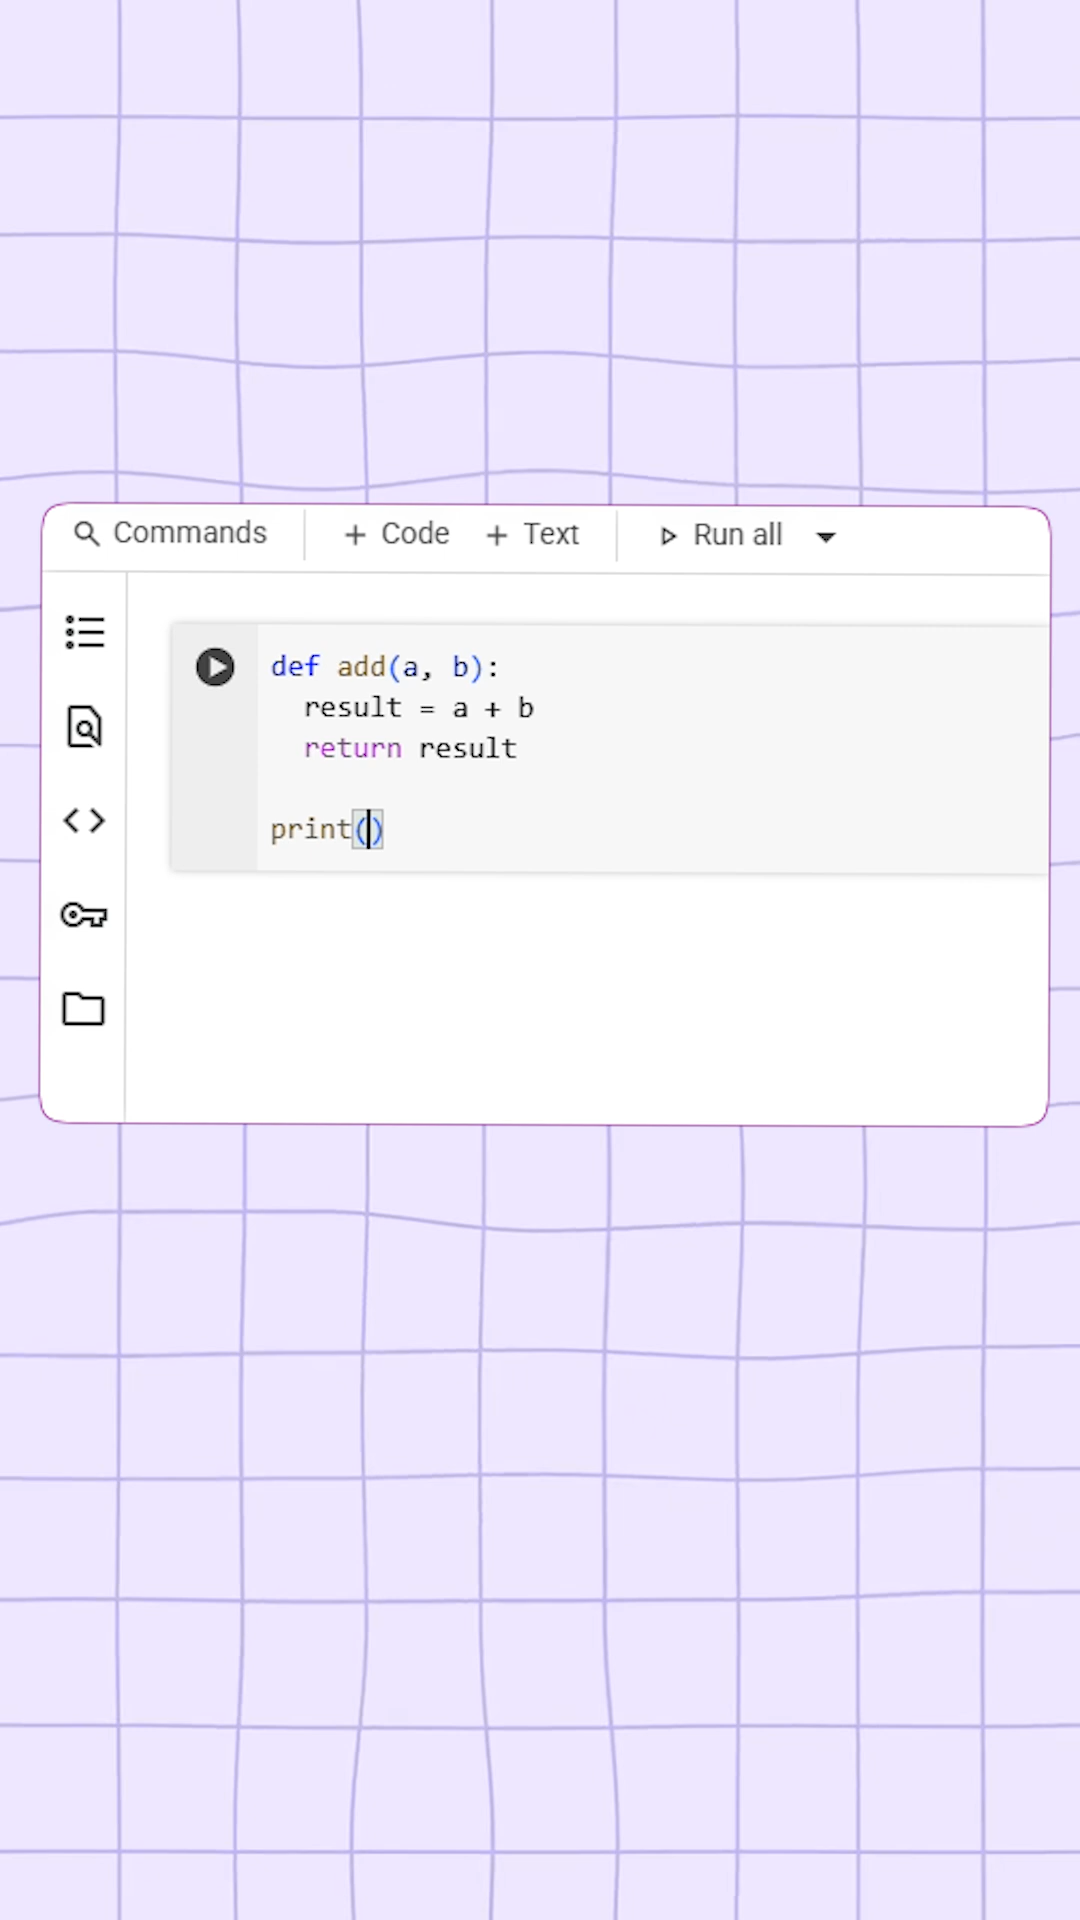 Commands + Code + Text Run all
def add(a, b):
  result = a + b
  return result
print()